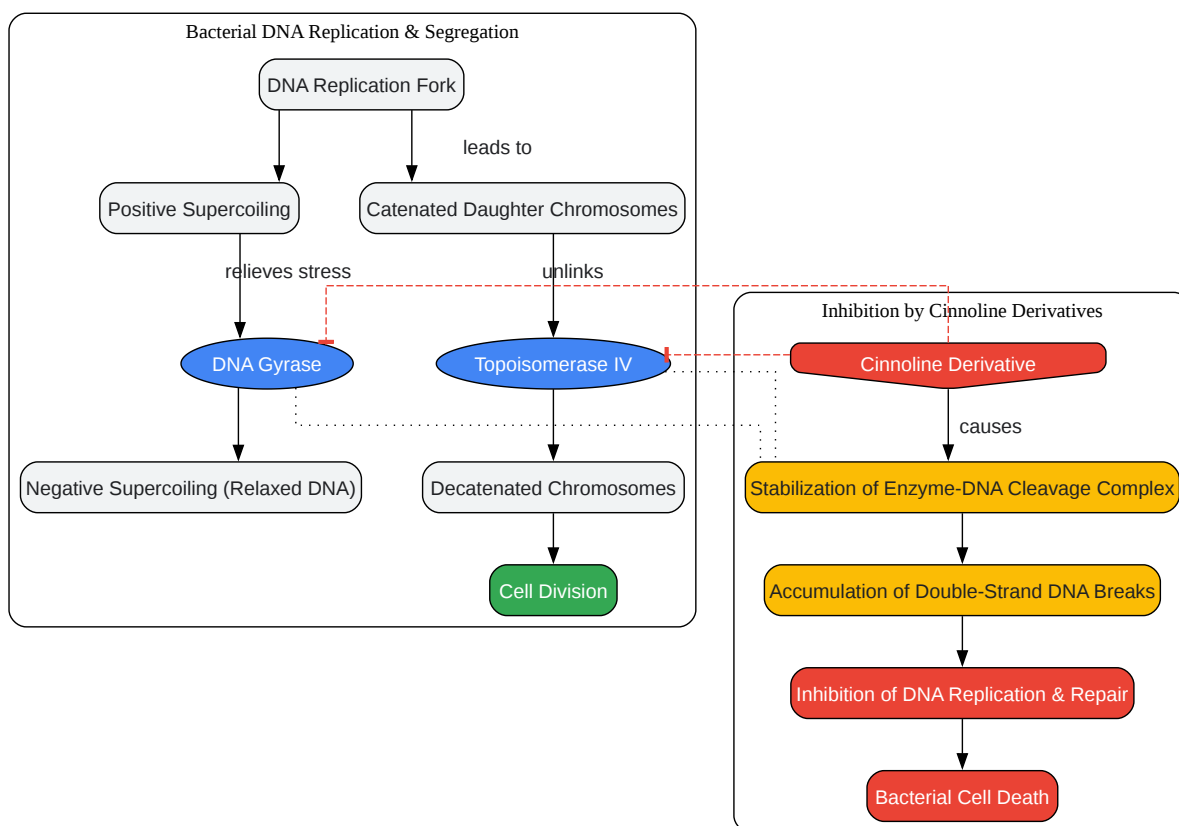 Bacterial DNA Replication & Segregation
DNA Replication Fork
leads to
Positive Supercoiling
Catenated Daughter Chromosomes
relieves stress
unlinks
Inhibition by Cinnoline Derivatives
DNA Gyrase
Topoisomerase IV
Cinnoline Derivative
causes
Negative Supercoiling (Relaxed DNA)
Decatenated Chromosomes
Stabilization of Enzyme-DNA Cleavage Complex
Cell Division
Accumulation of Double-Strand DNA Breaks
Inhibition of DNA Replication & Repair
Bacterial Cell Death